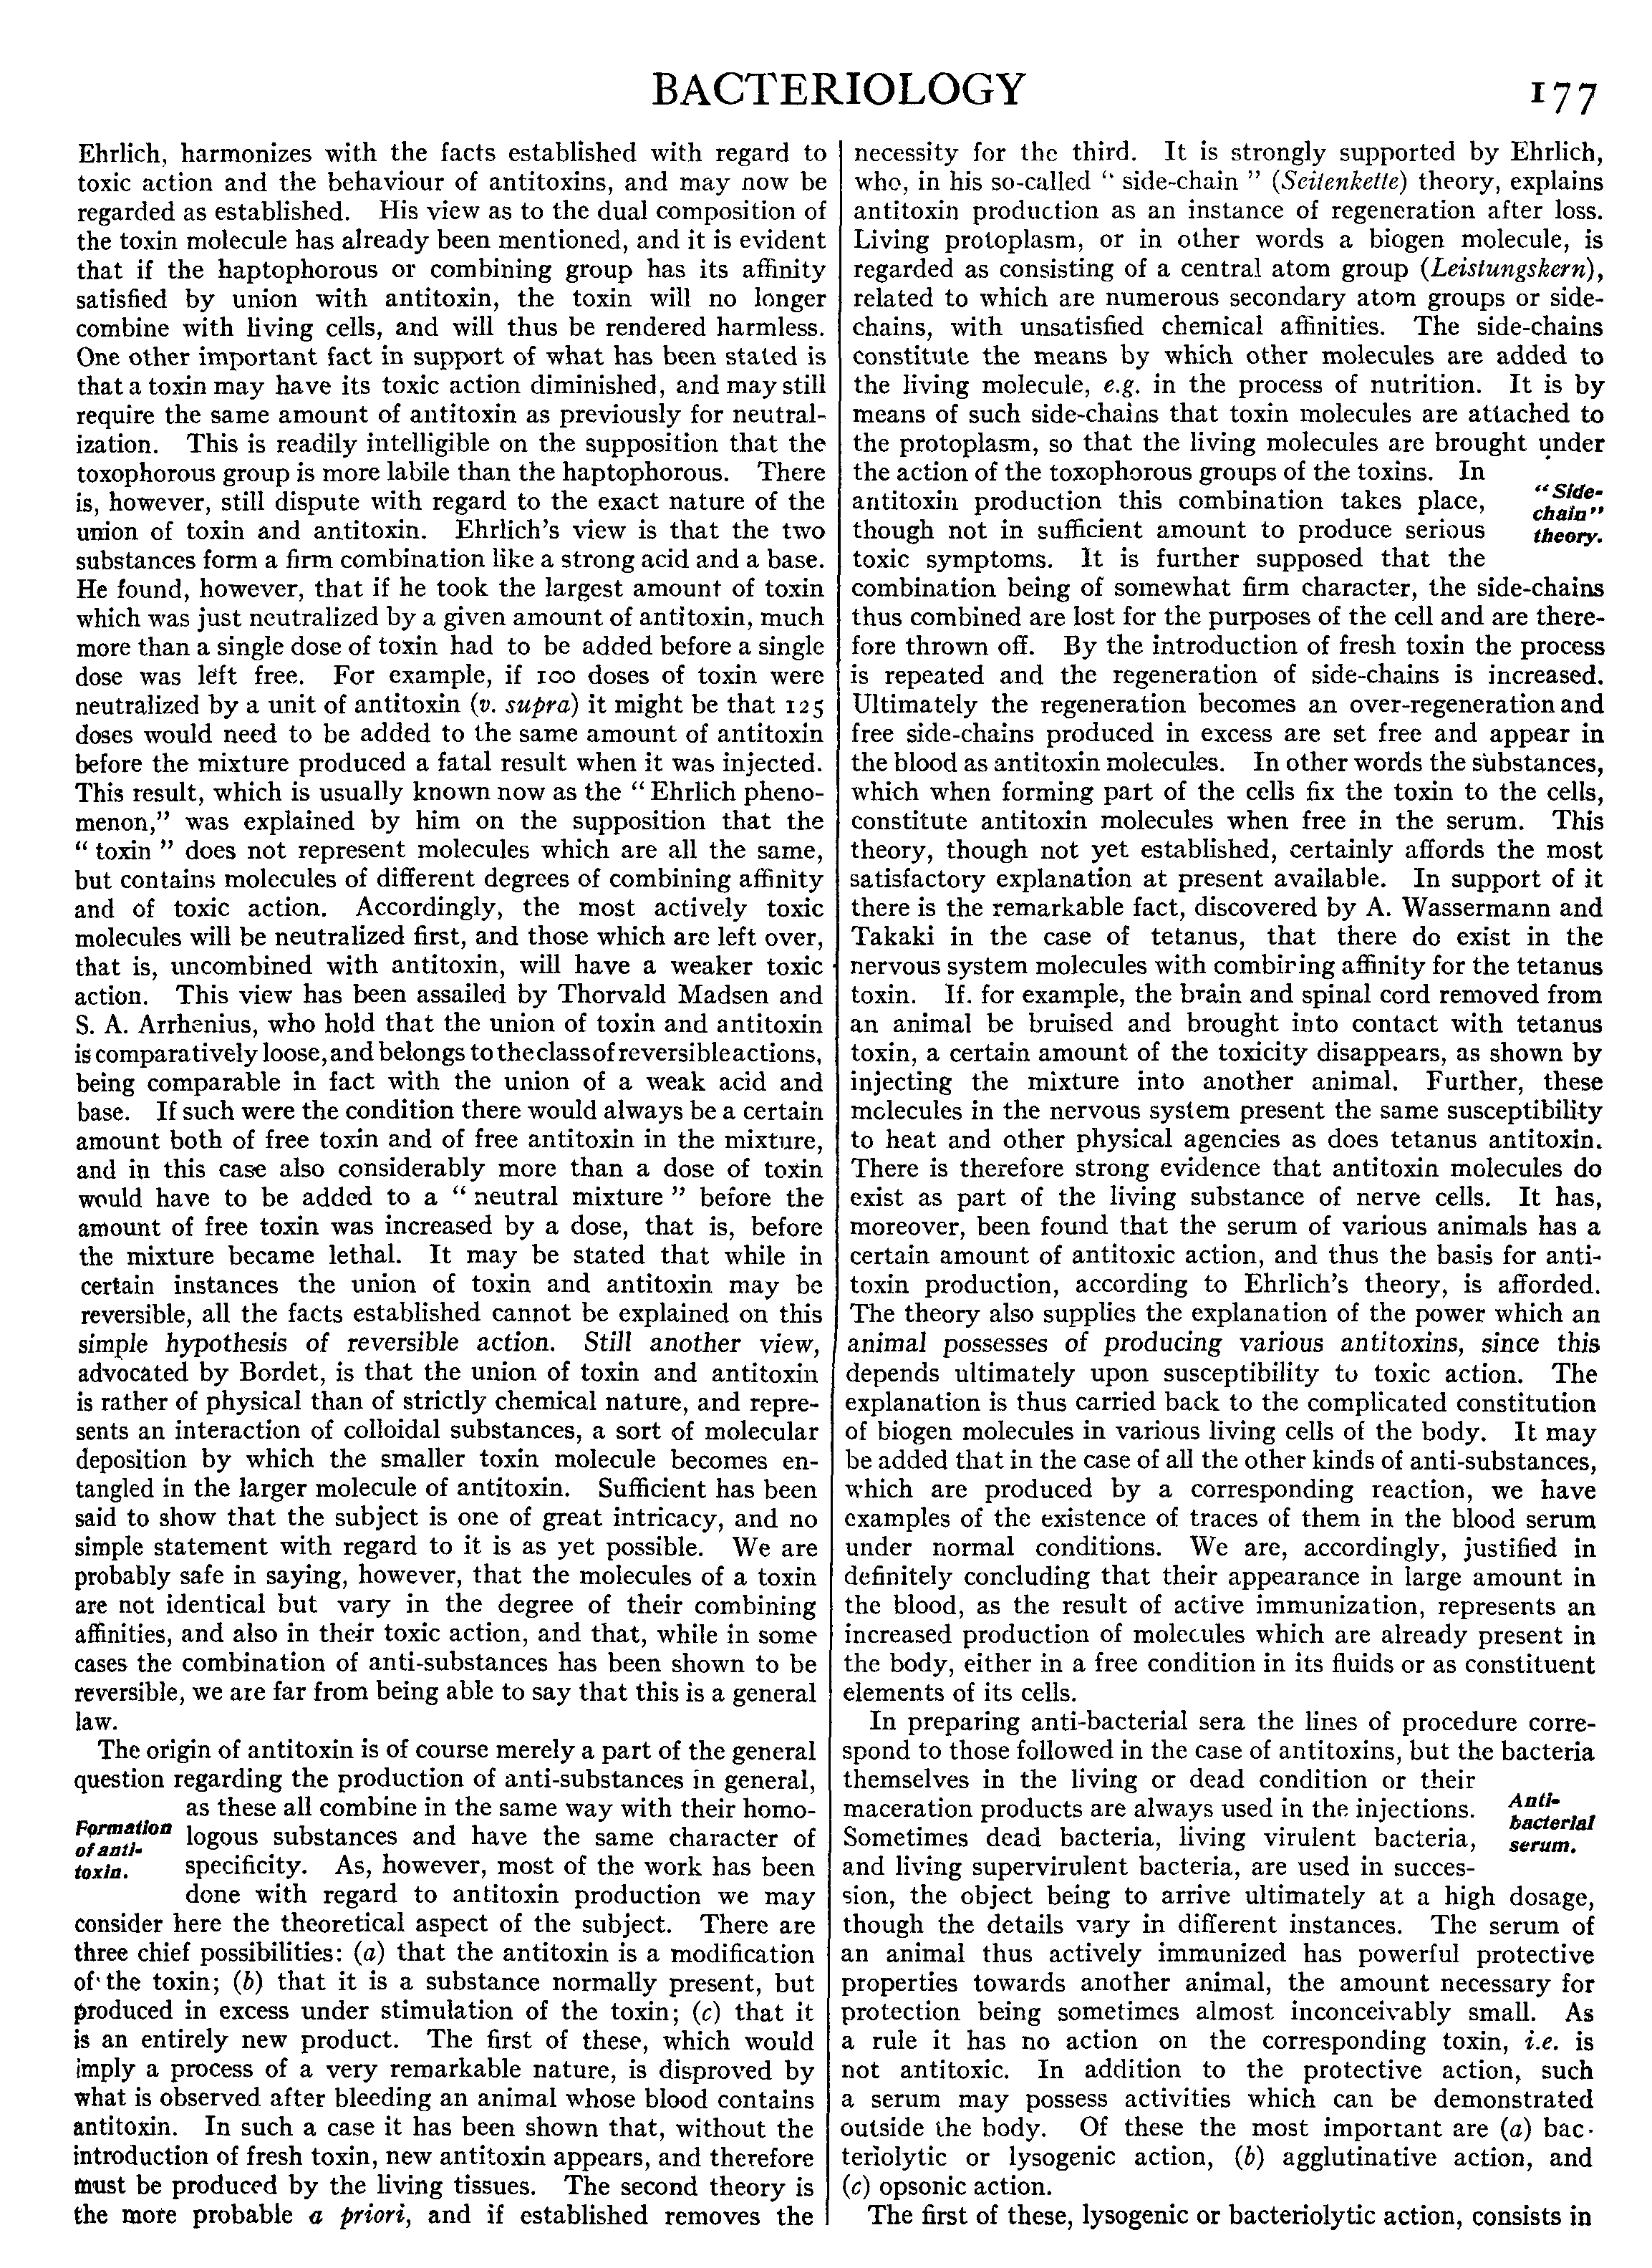 BACTERIOLOGY
177
Ehrlich, harmonizes with the facts established with regard to
toxic action and the behaviour of antitoxins, and may now be
regarded as established. His view as to the dual composition of
the toxin molecule has already been mentioned, and it is evident
that if the haptophorous or combining group has its affinity
satisfied by union with antitoxin, the toxin will no longer
combine with living cells, and will thus be rendered harmless.
One other important fact in support of what has been stated is
that a toxin may have its toxic action diminished, and may still
require the same amount of antitoxin as previously for neutral-
ization. This is readily intelligible on the supposition that the
toxophorous group is more labile than the haptophorous. There
is, however, still dispute with regard to the exact nature of the
union of toxin and antitoxin. Ehrlich's view is that the two
substances form a firm combination like a strong acid and a base.
He found, however, that if he took the largest amount of toxin
which was just neutralized by a given amount of antitoxin, much
more than a single dose of toxin had to be added before a single
dose was left free. For example, if 100 doses of toxin were
neutralized by a unit of antitoxin (v. supra) it might be that 125
doses would need to be added to the same amount of antitoxin
before the mixture produced a fatal result when it was injected.
This result, which is usually known now as the " Ehrlich pheno-
menon," was explained by him on the supposition that the
" toxin " does not represent molecules which are all the same,
but contains molecules of different degrees of combining affinity
and of toxic action. Accordingly, the most actively toxic
molecules will be neutralized first, and those which are left over,
that is, uncombined with antitoxin, will have a weaker toxic
action. This view has been assailed by Thorvald Madsen and
S. A. Arrhenius, who hold that the union of toxin and antitoxin
is comparatively loose, and belongs to the class of reversible actions,
being comparable in fact with the union of a weak acid and
base. If such were the condition there would always be a certain
amount both of free toxin and of free antitoxin in the mixture,
and in this case also considerably more than a dose of toxin
would have to be added to a " neutral mixture " before the
amount of free toxin was increased by a dose, that is, before
the mixture became lethal. It may be stated that while in
certain instances the union of toxin and antitoxin may be
reversible, all the facts established cannot be explained on this
simple hypothesis of reversible action. Still another view,
advocated by Bordet, is that the union of toxin and antitoxin
is rather of physical than of strictly chemical nature, and repre-
sents an interaction of colloidal substances, a sort of molecular
deposition by which the smaller toxin molecule becomes en-
tangled in the larger molecule of antitoxin. Sufficient has been
said to show that the subject is one of great intricacy, and no
simple statement with regard to it is as yet possible. We are
probably safe in saying, however, that the molecules of a toxin
are not identical but vary in the degree of their combining
affinities, and also in their toxic action, and that, while in some
cases the combination of anti-substances has been shown to be
reversible, we are far from being able to say that this is a general
law.
The origin of antitoxin is of course merely a part of the general
question regarding the production of anti-substances in general,
Formation
of anti-
toxin.
as these all combine in the same way with their homo-
logous substances and have the same character of
specificity. As, however, most of the work has been
done with regard to antitoxin production we may
consider here the theoretical aspect of the subject. There are
three chief possibilities: (a) that the antitoxin is a modification
of the toxin; (b) that it is a substance normally present, but
produced in excess under stimulation of the toxin; (c) that it
is an entirely new product. The first of these, which would
imply a process of a very remarkable nature, is disproved by
what is observed after bleeding an animal whose blood contains
antitoxin. In such a case it has been shown that, without the
introduction of fresh toxin, new antitoxin appears, and therefore
must be produced by the living tissues. The second theory is
the more probable a priori, and if established removes the
necessity for the third. It is strongly supported by Ehrlich,
who, in his so-called " side-chain " (Seitenkette) theory, explains
antitoxin production as an instance of regeneration after loss.
Living protoplasm, or in other words a biogen molecule, is
regarded as consisting of a central atom group (Leistungskern),
related to which are numerous secondary atom groups or side-
chains, with unsatisfied chemical affinities. The side-chains
constitute the means by which other molecules are added to
the living molecule, e.g. in the process of nutrition. It is by
means of such side-chains that toxin molecules are attached to
the protoplasm, so that the living molecules are brought under
the action of the toxophorous groups of the toxins. In
antitoxin production this combination takes place,
though not in sufficient amount to produce serious
toxic symptoms. It is further supposed that the
"Side-
chain"
theory.
combination being of somewhat firm character, the side-chains
thus combined are lost for the purposes of the cell and are there-
fore thrown off. By the introduction of fresh toxin the process
is repeated and the regeneration of side-chains is increased.
Ultimately the regeneration becomes an over-regeneration and
free side-chains produced in excess are set free and appear in
the blood as antitoxin molecules. In other words the substances,
which when forming part of the cells fix the toxin to the cells,
constitute antitoxin molecules when free in the serum. This
theory, though not yet established, certainly affords the most
satisfactory explanation at present available. In support of it
there is the remarkable fact, discovered by A. Wassermann and
Takaki in the case of tetanus, that there do exist in the
nervous system molecules with combining affinity for the tetanus
toxin. If. for example, the brain and spinal cord removed from
an animal be bruised and brought into contact with tetanus
toxin, a certain amount of the toxicity disappears, as shown by
injecting the mixture into another animal. Further, these
molecules in the nervous system present the same susceptibility
to heat and other physical agencies as does tetanus antitoxin.
There is therefore strong evidence that antitoxin molecules do
exist as part of the living substance of nerve cells. It has,
moreover, been found that the serum of various animals has a
certain amount of antitoxic action, and thus the basis for anti-
toxin production, according to Ehrlich's theory, is afforded.
The theory also supplies the explanation of the power which an
animal possesses of producing various antitoxins, since this
depends ultimately upon susceptibility to toxic action. The
explanation is thus carried back to the complicated constitution
of biogen molecules in various living cells of the body. It may
be added that in the case of all the other kinds of anti-substances,
which are produced by a corresponding reaction, we have
examples of the existence of traces of them in the blood serum
under normal conditions. We are, accordingly, justified in
definitely concluding that their appearance in large amount in
the blood, as the result of active immunization, represents an
increased production of molecules which are already present in
the body, either in a free condition in its fluids or as constituent
elements of its cells.
In preparing anti-bacterial sera the lines of procedure corre-
spond to those followed in the case of antitoxins, but the bacteria
themselves in the living or dead condition or their
maceration products are always used in the injections.
Sometimes dead bacteria, living virulent bacteria,
and living supervirulent bacteria, are used in succes-
Anti-
bacterial
serum.
sion, the object being to arrive ultimately at a high dosage,
though the details vary in different instances. The serum of
an animal thus actively immunized has powerful protective
properties towards another animal, the amount necessary for
protection being sometimes almost inconceivably small. As
a rule it has no action on the corresponding toxin, i.e. is
not antitoxic. In addition to the protective action, such
a serum may possess activities which can be demonstrated
outside the body. Of these the most important are (a) bac-
teriolytic or lysogenic action, (b) agglutinative action, and
(c) opsonic action.
The first of these, lysogenic or bacteriolytic action, consists in